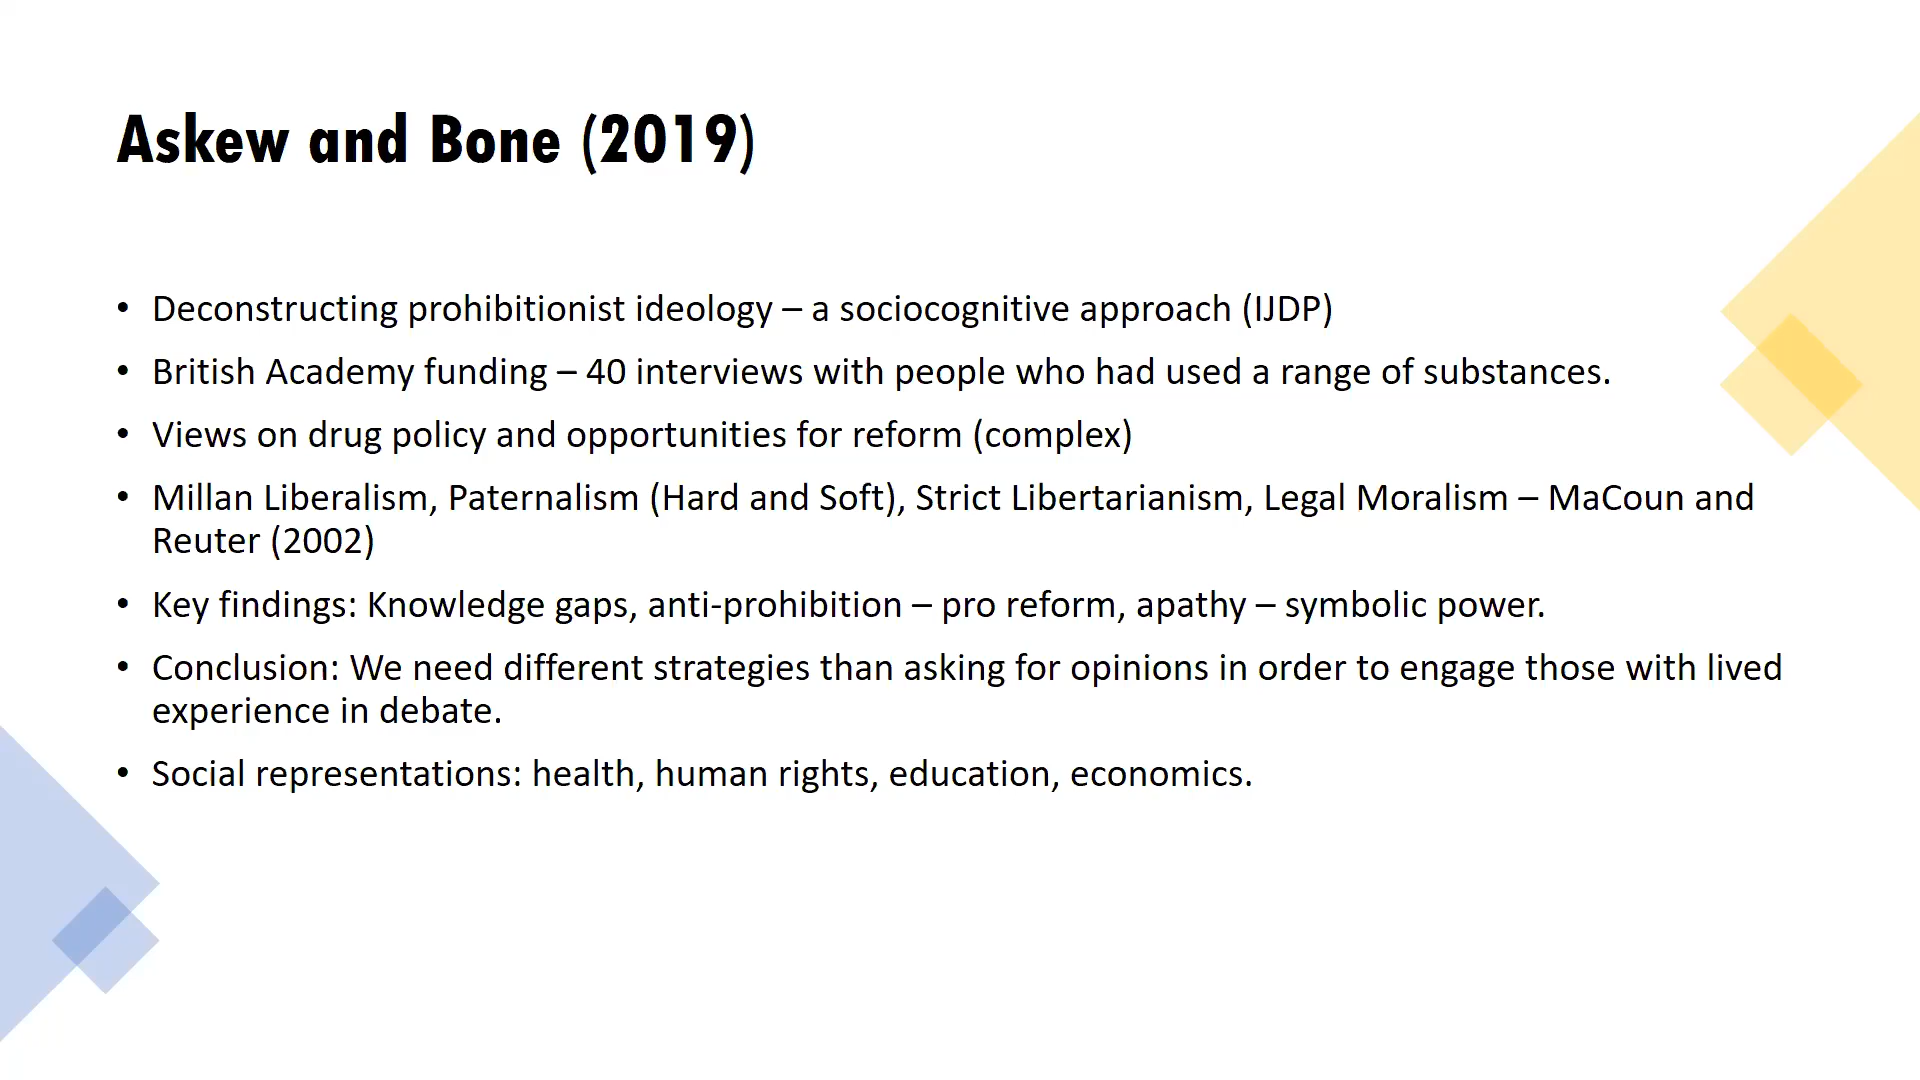 Askew and Bone (2019)
• Deconstructing prohibitionist ideology – a sociocognitive approach (IJDP)
• British Academy funding – 40 interviews with people who had used a range of substances.
• Views on drug policy and opportunities for reform (complex)
• Millan Liberalism, Paternalism (Hard and Soft), Strict Libertarianism, Legal Moralism – MaCoun and
Reuter (2002)
• Key findings: Knowledge gaps, anti-prohibition – pro reform, apathy – symbolic power.
• Conclusion: We need different strategies than asking for opinions in order to engage those with lived
experience in debate.
• Social representations: health, human rights, education, economics.